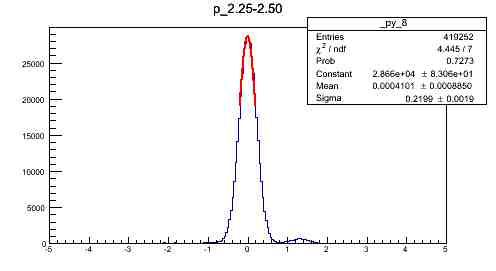 p_2.25-2.50
_py_8
Entries 419252
χ² / ndf 4.445 / 7
Prob 0.7273
Constant 2.866e+04 ± 8.306e+01
Mean 0.0004101 ± 0.0008850
Sigma 0.2199 ± 0.0019
25000
20000
15000
10000
5000
0
-5 -4 -3 -2 -1 0 1 2 3 4 5